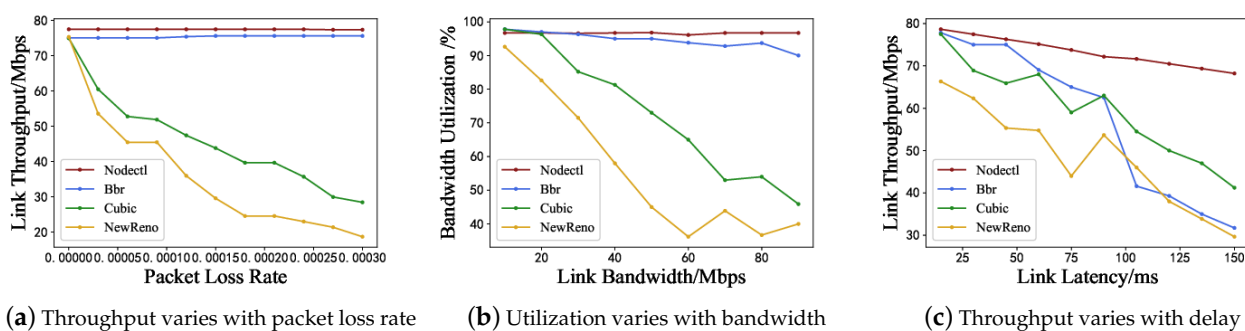 Link Throughput/Mbps
80
70
60
50
40
30
20
Nodectl
Bbr
Cubic
NewReno
0.00000 0.00005 0.00010 0.00015 0.00020 0.00025 0.00030
Packet Loss Rate
(a) Throughput varies with packet loss rate
Bandwidth Utilization /%
100
90
80
70
60
50
40
Nodectl
Bbr
Cubic
NewReno
20 40 60 80
Link Bandwidth/Mbps
(b) Utilization varies with bandwidth
Link Throughput/Mbps
80
70
60
50
40
30
Nodectl
Bbr
Cubic
NewReno
25 50 75 100 125 150
Link Latency/ms
(c) Throughput varies with delay